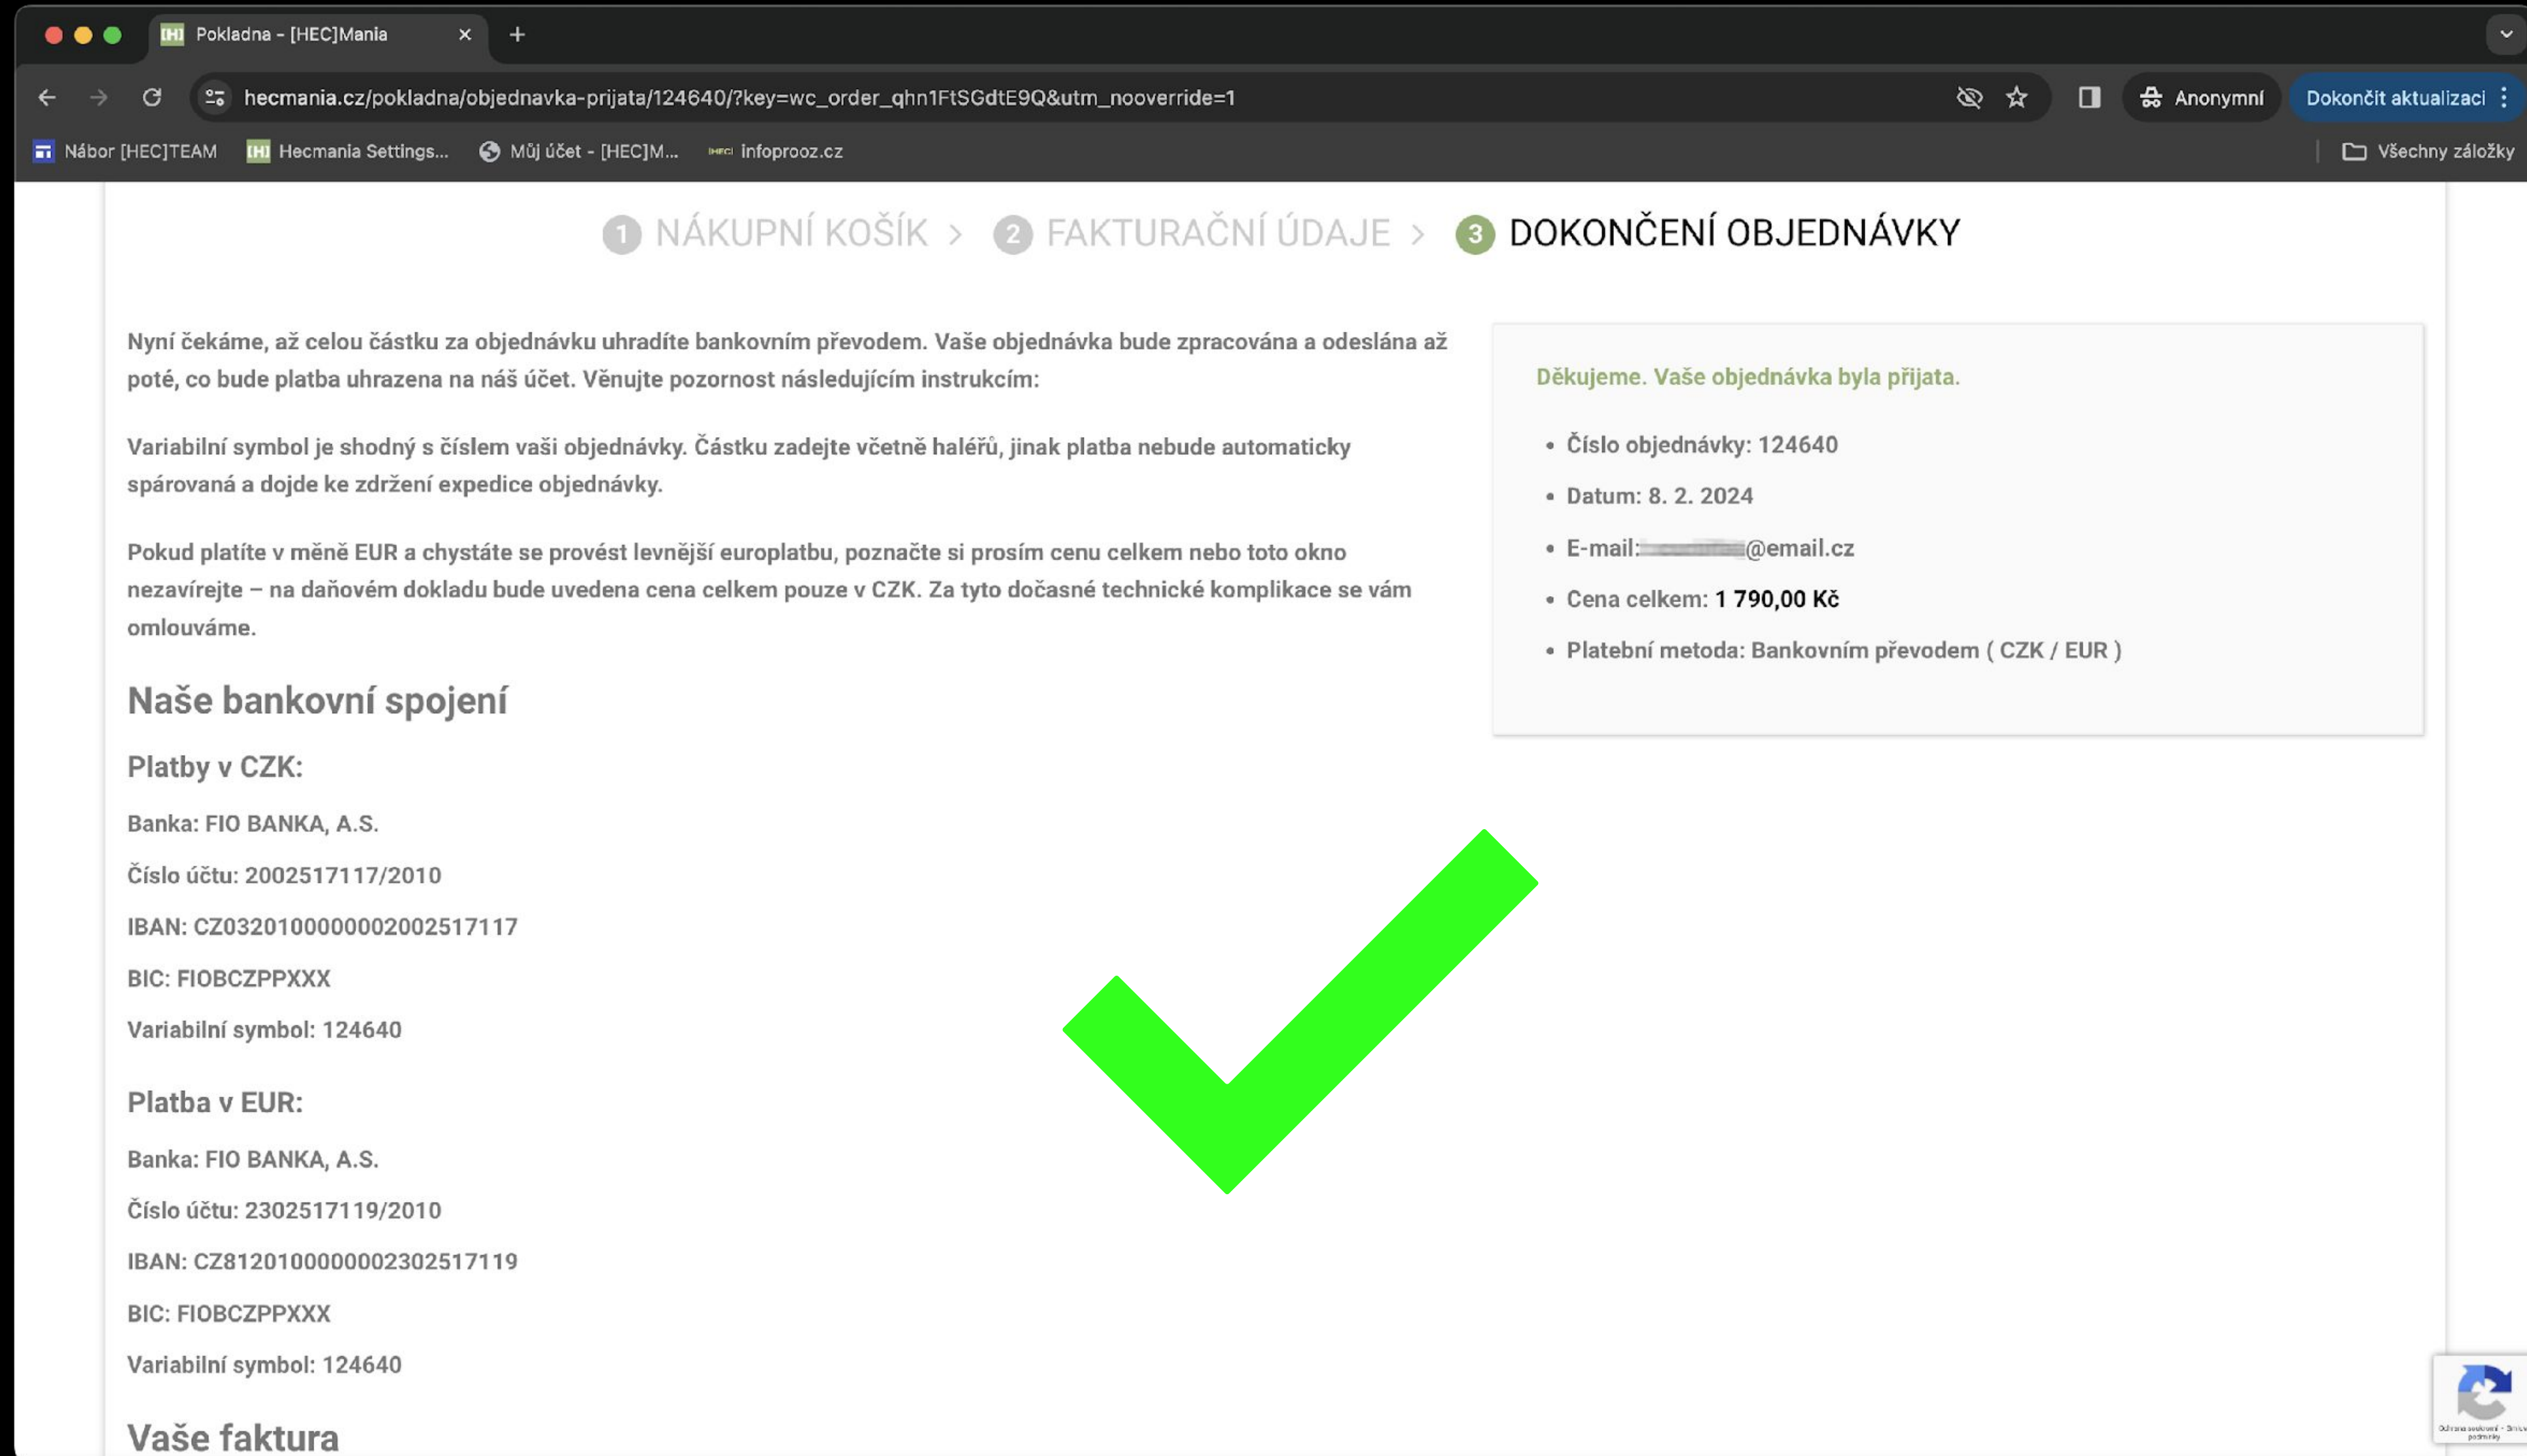 Pokladna – [HEC]Mania
hecmania.cz/pokladna/objednavka-prijata/124640/?key=wc_order_qhn1FtSGdtE9Q&utm_nooverride=1
Anonymní
Dokončit aktualizaci
Nábor [HEC]TEAM
Hecmania Settings...
Můj účet - [HEC]M...
infoprooz.cz
Všechny záložky
1 NÁKUPNÍ KOŠÍK > 2 FAKTURAČNÍ ÚDAJE > 3 DOKONČENÍ OBJEDNÁVKY
Nyní čekáme, až celou částku za objednávku uhradíte bankovním převodem. Vaše objednávka bude zpracována a odeslána až
poté, co bude platba uhrazena na náš účet. Věnujte pozornost následujícím instrukcím:
Variabilní symbol je shodný s číslem vaši objednávky. Částku zadejte včetně haléřů, jinak platba nebude automaticky
spárovaná a dojde ke zdržení expedice objednávky.
Pokud platíte v měně EUR a chystáte se provést levnější europlatbu, poznačte si prosím cenu celkem nebo toto okno
nezavírejte – na daňovém dokladu bude uvedena cena celkem pouze v CZK. Za tyto dočasné technické komplikace se vám
omlouváme.
Naše bankovní spojení
Platby v CZK:
Banka: FIO BANKA, A.S.
Číslo účtu: 2002517117/2010
IBAN: CZ0320100000002002517117
BIC: FIOBCZPPXXX
Variabilní symbol: 124640
Platba v EUR:
Banka: FIO BANKA, A.S.
Číslo účtu: 2302517119/2010
IBAN: CZ8120100000002302517119
BIC: FIOBCZPPXXX
Variabilní symbol: 124640
Vaše faktura
Děkujeme. Vaše objednávka byla přijata.
• Číslo objednávky: 124640
• Datum: 8. 2. 2024
• E-mail: @email.cz
• Cena celkem: 1 790,00 Kč
• Platební metoda: Bankovním převodem ( CZK / EUR )